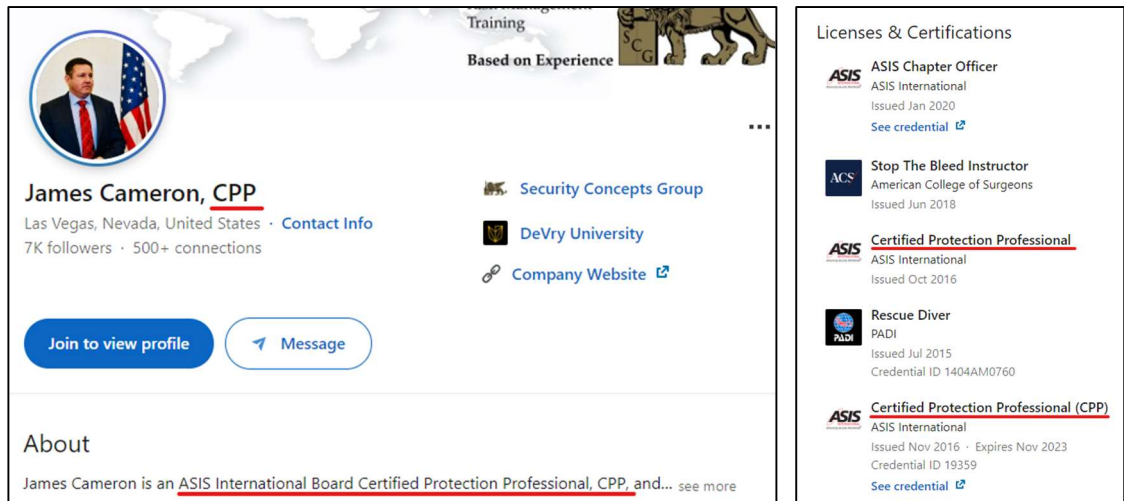 Training
Based on Experience
SCG
...
James Cameron, CPP
Las Vegas, Nevada, United States · Contact Info
7K followers · 500+ connections
Security Concepts Group
DeVry University
Company Website
Join to view profile
Message
About
James Cameron is an ASIS International Board Certified Protection Professional, CPP, and... see more
Licenses & Certifications
ASIS
ASIS Chapter Officer
ASIS International
Issued Jan 2020
See credential
ACS
Stop The Bleed Instructor
American College of Surgeons
Issued Jun 2018
ASIS
Certified Protection Professional
ASIS International
Issued Oct 2016
PADI
Rescue Diver
PADI
Issued Jul 2015
Credential ID 1404AM0760
ASIS
Certified Protection Professional (CPP)
ASIS International
Issued Nov 2016 · Expires Nov 2023
Credential ID 19359
See credential